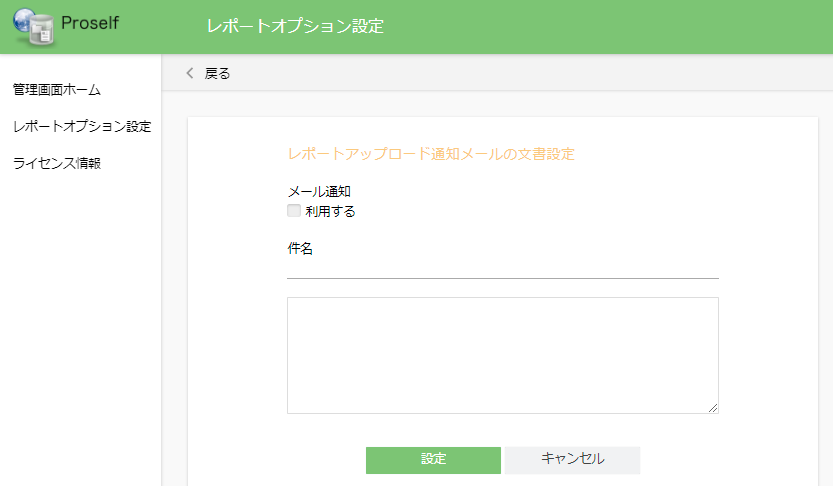 Proself
レポートオプション設定
戻る
管理画面ホーム
レポートオプション設定
ライセンス情報
レポートアップロード通知メールの文書設定
メール通知
利用する
件名
設定
キャンセル